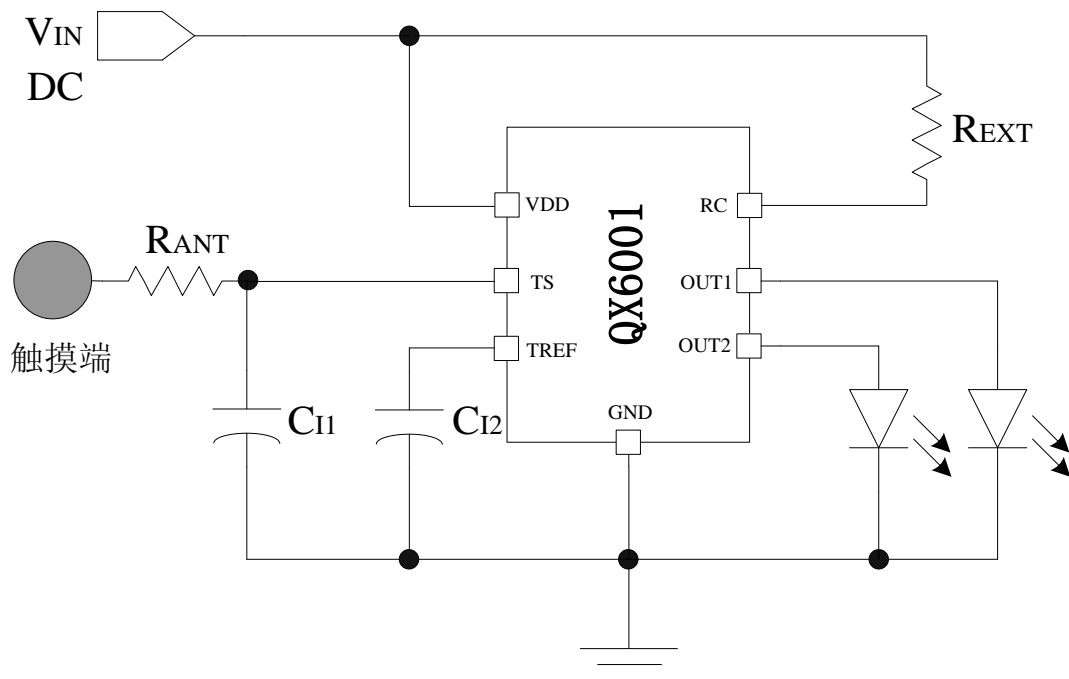 VIN
DC
REXT
VDD
RC
RANT
QX6001
TS
OUT1
触摸端
TREF
OUT2
CI1
CI2
GND